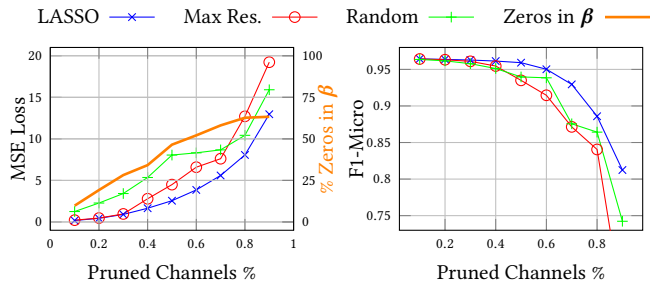 LASSO Max Res. Random Zeros in β
20 100 0.95
15 75
10 50 0.85
5 25
0 0 0.75
MSE Loss
% Zeros in β
F1-Micro
0.9
0.8
0 0.2 0.4 0.6 0.8 1 0.2 0.4 0.6 0.8
Pruned Channels % Pruned Channels %